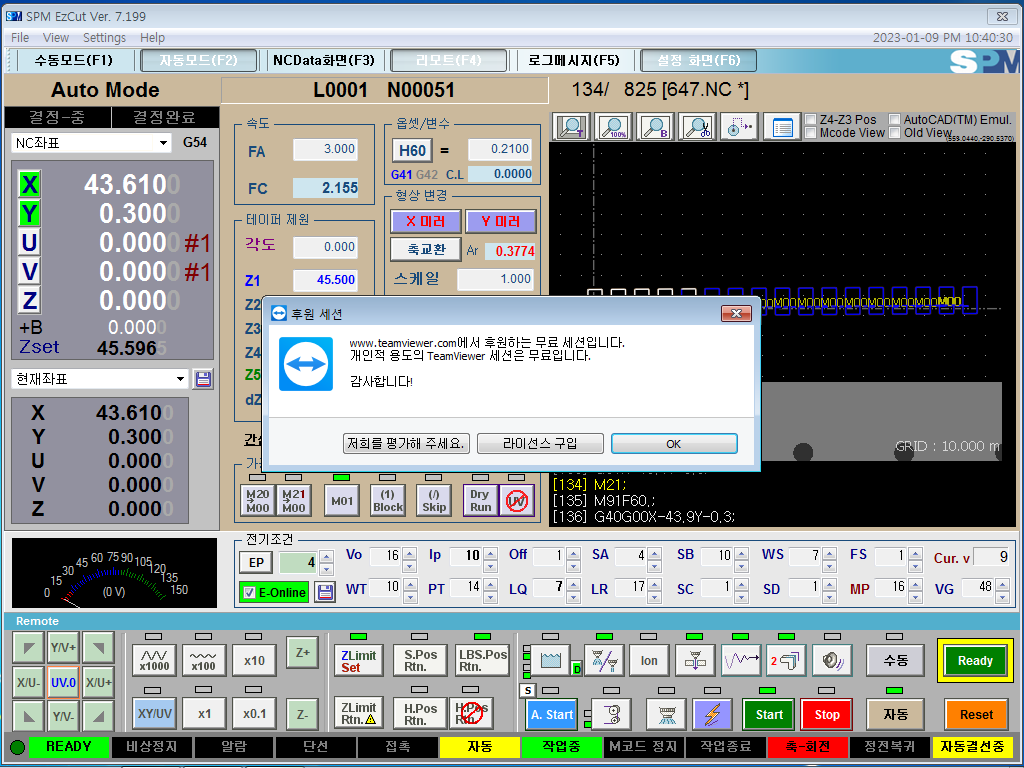 SPM EzCut Ver. 7.199
File View Settings Help
2023-01-09 PM 10:40:30
수동모드(F1) 자동모드(F2) NCData화면(F3) 리모트(F4) 로그메시지(F5) 설정 화면(F6) SPM
Auto Mode
L0001 N00051
134/ 825 [647.NC *]
결정-중 결정완료
NC좌표 G54
X 43.6100
Y 0.3000
U 0.0000 #1
V 0.0000 #1
Z 0.0000
+B 0.0000
Zset 45.5965
현재좌표
X 43.6100
Y 0.3000
U 0.0000
V 0.0000
Z 0.0000
속도
FA 3.000
FC 2.155
테이퍼 제원
각도 0.000
Z1 45.500
Z2
Z3
Z4
Z5
옵셋/변수
H60 = 0.2100
G41 G42 C.L 0.0000
형상 변경
X 미러 Y 미러
축교환 Ar 0.3774
스케일 1.000
T 100% B
Z4-Z3 Pos AutoCAD(TM) Emul.
Mcode View Old View
(559.0440,-290.5370)
GRID : 10.000 m
[134] M21;
[135] M91F60,;
[136] G40G00X-43,9Y-0,3;
후원 세션
www.teamviewer.com에서 후원하는 무료 세션입니다.
개인적 용도의 TeamViewer 세션은 무료입니다.
감사합니다!
저희를 평가해 주세요. 라이선스 구입 OK
M20 M00
M21 M00
M01
(1) Block
(/) Skip
Dry Run
UV
0 15 30 45 60 75 90 105 120 135 150
(0 V)
전기조건
EP 4
E-Online
Vo 16 Ip 10 Off 1 SA 4 SB 10 WS 7 FS 1 Cur. v 9
WT 10 PT 14 LQ 7 LR 17 SC 1 SD 1 MP 16 VG 48
Remote
Y/V+
X/U- UV.0 X/U+
Y/V-
x1000 x100 x10 Z+
XY/UV x1 x0.1 Z-
ZLimit Set
S.Pos Rtn.
LBS.Pos Rtn.
ZLimit Rtn.
H.Pos Rtn.
D Ion 2 수동 Ready
S A. Start Start Stop 자동 Reset
READY 비상정지 알람 단선 접촉 자동 작업중 M코드 정지 작업종료 축-회전 정전복귀 자동결선중